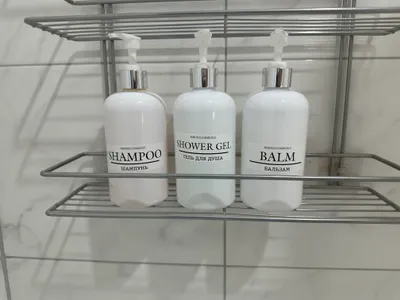 SHAMPOO
ШАМПУНЬ
SHOWER GEL
ГЕЛЬ ДЛЯ ДУША
BALM
БАЛЬЗАМ